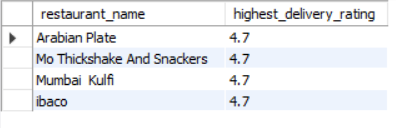 restaurant_name highest_delivery_rating
Arabian Plate 4.7
Mo Thickshake And Snackers 4.7
Mumbai Kulfi 4.7
ibaco 4.7